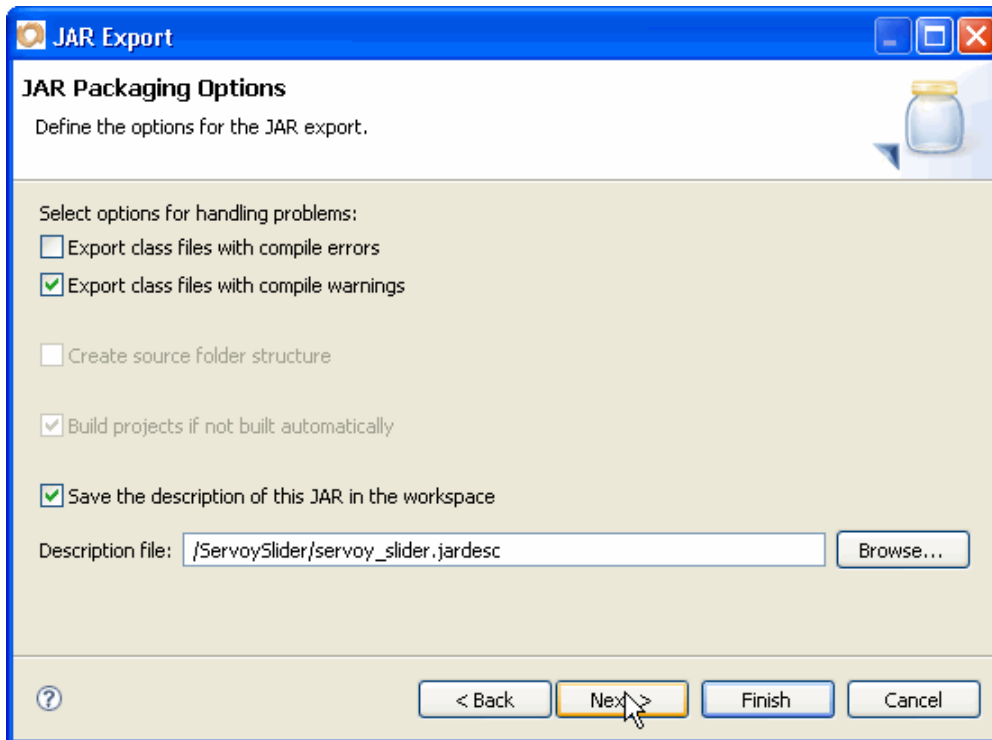 JAR Export
JAR Packaging Options
Define the options for the JAR export.
Select options for handling problems:
Export class files with compile errors
Export class files with compile warnings
Create source folder structure
Build projects if not built automatically
Save the description of this JAR in the workspace
Description file: /ServoySlider/servoy_slider.jardesc Browse...
? < Back Next > Finish Cancel